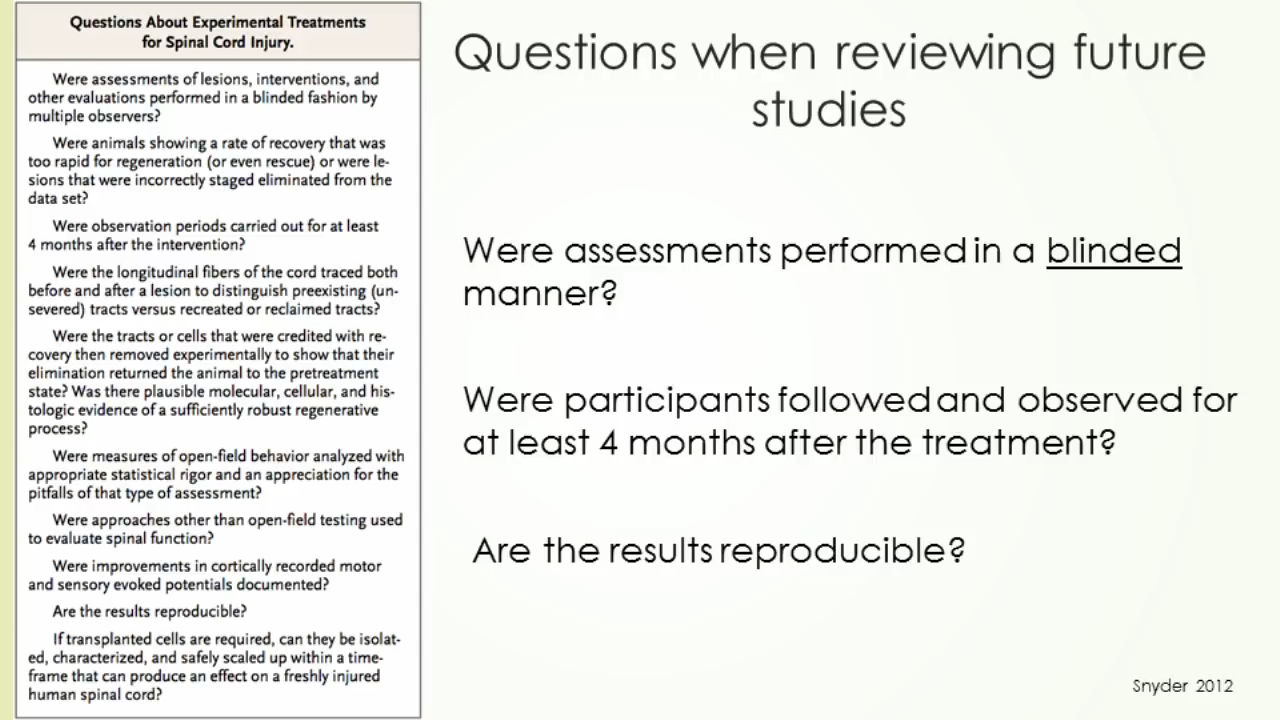 Questions About Experimental Treatments
for Spinal Cord Injury.
Were assessments of lesions, interventions, and
other evaluations performed in a blinded fashion by
multiple observers?
Were animals showing a rate of recovery that was
too rapid for regeneration (or even rescue) or were le-
sions that were incorrectly staged eliminated from the
data set?
Were observation periods carried out for at least
4 months after the intervention?
Were the longitudinal fibers of the cord traced both
before and after a lesion to distinguish preexisting (un-
severed) tracts versus recreated or reclaimed tracts?
Were the tracts or cells that were credited with re-
covery then removed experimentally to show that their
elimination returned the animal to the pretreatment
state? Was there plausible molecular, cellular, and his-
tologic evidence of a sufficiently robust regenerative
process?
Were measures of open-field behavior analyzed with
appropriate statistical rigor and an appreciation for the
pitfalls of that type of assessment?
Were approaches other than open-field testing used
to evaluate spinal function?
Were improvements in cortically recorded motor
and sensory evoked potentials documented?
Are the results reproducible?
If transplanted cells are required, can they be isolat-
ed, characterized, and safely scaled up within a time-
frame that can produce an effect on a freshly injured
human spinal cord?
Questions when reviewing future
studies
Were assessments performed in a blinded
manner?
Were participants followed and observed for
at least 4 months after the treatment?
Are the results reproducible?
Snyder 2012